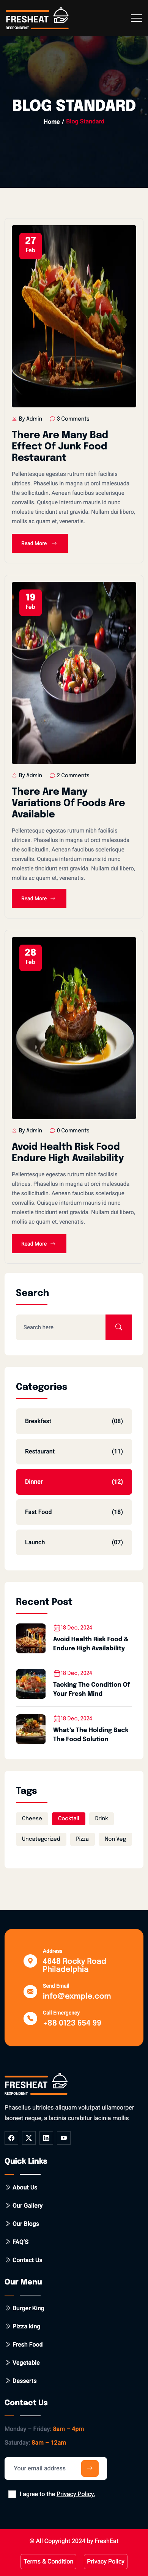 FRESHEAT
RESPONDENT
BLOG STANDARD
Home / Blog Standard
27
Feb
By Admin 3 Comments
There Are Many Bad
Effect Of Junk Food
Restaurant
Pellentesque egestas rutrum nibh facilisis
ultrices. Phasellus in magna ut orci malesuada
the sollicitudin. Aenean faucibus scelerisque
convallis. Quisque interdum mauris id nunc
molestie tincidunt erat gravida. Nullam dui libero,
mollis ac quam et, venenatis.
Read More
19
Feb
By Admin 2 Comments
There Are Many
Variations Of Foods Are
Available
Pellentesque egestas rutrum nibh facilisis
ultrices. Phasellus in magna ut orci malesuada
the sollicitudin. Aenean faucibus scelerisque
convallis. Quisque interdum mauris id nunc
molestie tincidunt erat gravida. Nullam dui libero,
mollis ac quam et, venenatis.
Read More
28
Feb
By Admin 0 Comments
Avoid Health Risk Food
Endure High Availability
Pellentesque egestas rutrum nibh facilisis
ultrices. Phasellus in magna ut orci malesuada
the sollicitudin. Aenean faucibus scelerisque
convallis. Quisque interdum mauris id nunc
molestie tincidunt erat gravida. Nullam dui libero,
mollis ac quam et, venenatis.
Read More
Search
Search here
Categories
Breakfast (08)
Restaurant (11)
Dinner (12)
Fast Food (18)
Launch (07)
Recent Post
18 Dec, 2024
Avoid Health Risk Food &
Endure High Availability
18 Dec, 2024
Tacking The Condition Of
Your Fresh Mind
18 Dec, 2024
What's The Holding Back
The Food Solution
Tags
Cheese Cocktail Drink
Uncategorized Pizza Non Veg
Address
4648 Rocky Road
Philadelphia
Send Email
info@exmple.com
Call Emergency
+88 0123 654 99
FRESHEAT
RESPONDENT
Phasellus ultricies aliquam volutpat ullamcorper
laoreet neque, a lacinia curabitur lacinia mollis
Quick Links
About Us
Our Gallery
Our Blogs
FAQ'S
Contact Us
Our Menu
Burger King
Pizza king
Fresh Food
Vegetable
Desserts
Contact Us
Monday – Friday: 8am – 4pm
Saturday: 8am – 12am
Your email address
I agree to the Privacy Policy.
© All Copyright 2024 by FreshEat
Terms & Condition Privacy Policy